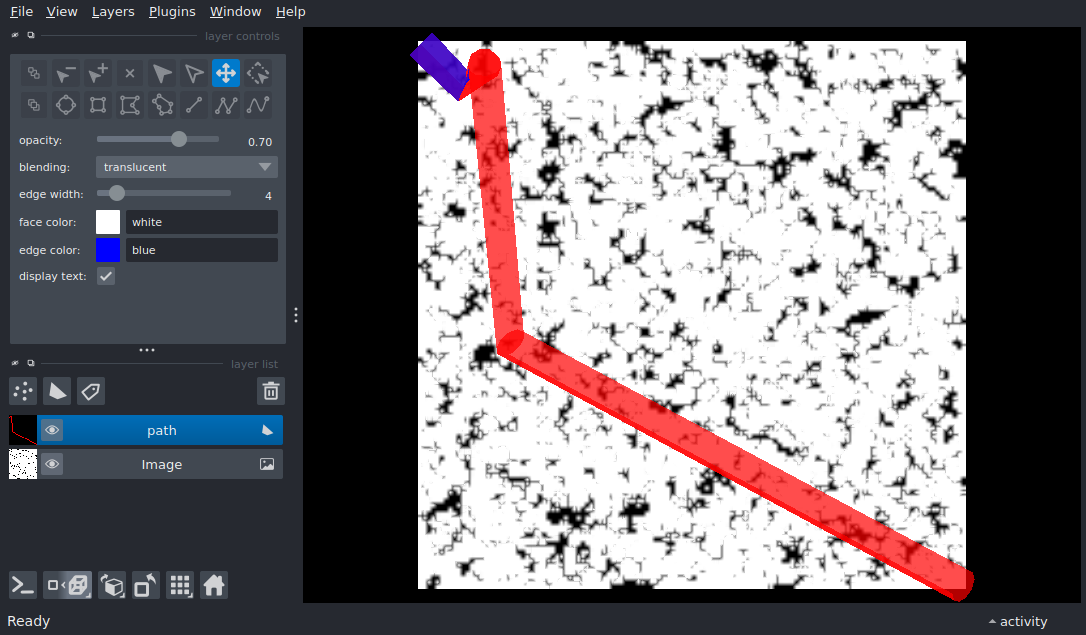 File View Layers Plugins Window Help
layer controls
opacity: 0.70
blending: translucent
edge width: 4
face color: white
edge color: blue
display text:
layer list
path
Image
Ready
activity